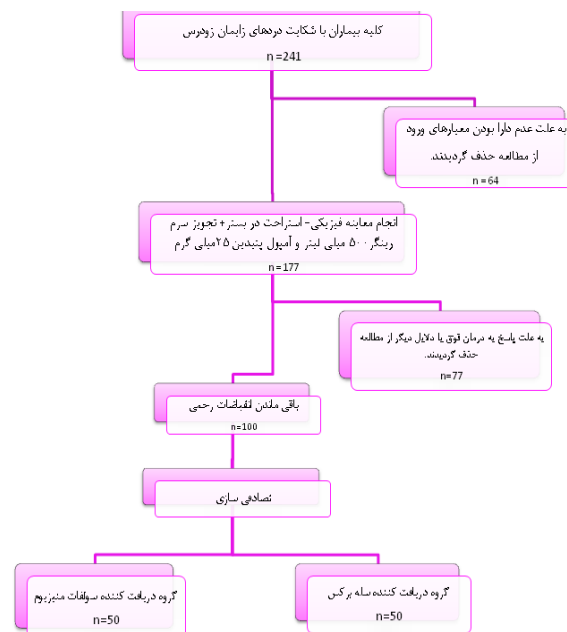 کلیه بیماران با شکایت دردهای زایمان زودرس
n =241
به علت عدم دارا بودن معیارهای ورود
از مطالعه حذف گردیدند.
n = 64
انجام معاینه فیزیکی- استراحت در بستر+ تجویز سرم
رینگر ۵۰۰ میلی لیتر و آمپول پتیدین ۲۵میلی گرم
n =177
به علت پاسخ به درمان فوق یا دلایل دیگر از مطالعه
حذف گردیدند.
n=77
باقی ماندن انقباضات رحمی
n=100
تصادفی سازی
گروه دریافت کننده سله برکس
n=50
گروه دریافت کننده سولفات منیزیوم
n=50